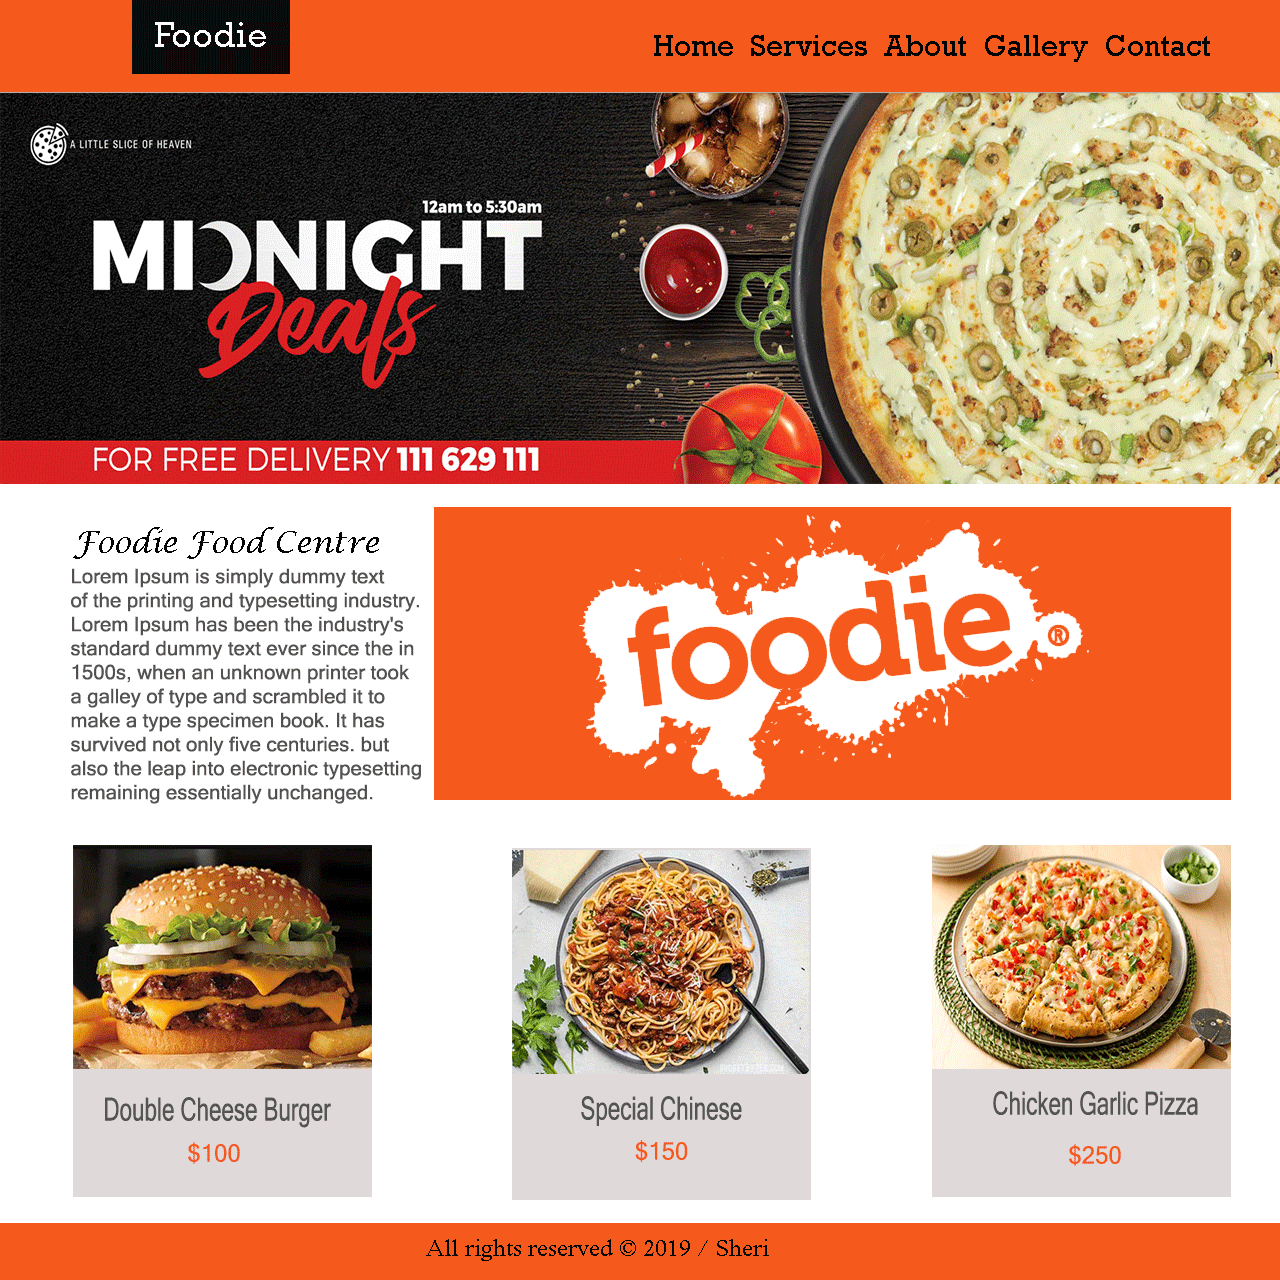 Foodie
Home Services About Gallery Contact
A LITTLE SLICE OF HEAVEN
12am to 5:30am
MIDNIGHT
Deals
FOR FREE DELIVERY 111 629 111
Foodie Food Centre
Lorem Ipsum is simply dummy text
of the printing and typesetting industry.
Lorem Ipsum has been the industry's
standard dummy text ever since the in
1500s, when an unknown printer took
a galley of type and scrambled it to
make a type specimen book. It has
survived not only five centuries. but
also the leap into electronic typesetting
remaining essentially unchanged.
foodie ®
Double Cheese Burger
$100
Special Chinese
$150
Chicken Garlic Pizza
$250
All rights reserved © 2019 / Sheri